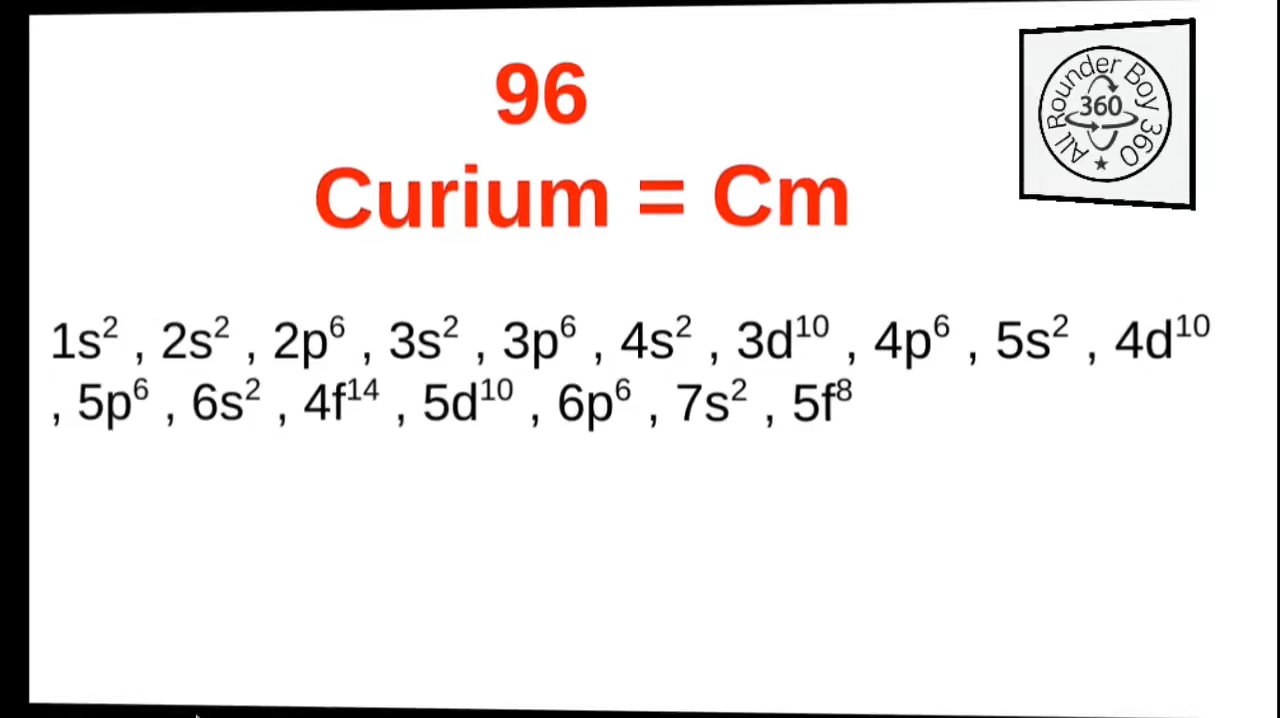 96
Curium = Cm
All Rounder Boy 360
360
1s² , 2s² , 2p⁶ , 3s² , 3p⁶ , 4s² , 3d¹⁰ , 4p⁶ , 5s² , 4d¹⁰
, 5p⁶ , 6s² , 4f¹⁴ , 5d¹⁰ , 6p⁶ , 7s² , 5f⁸